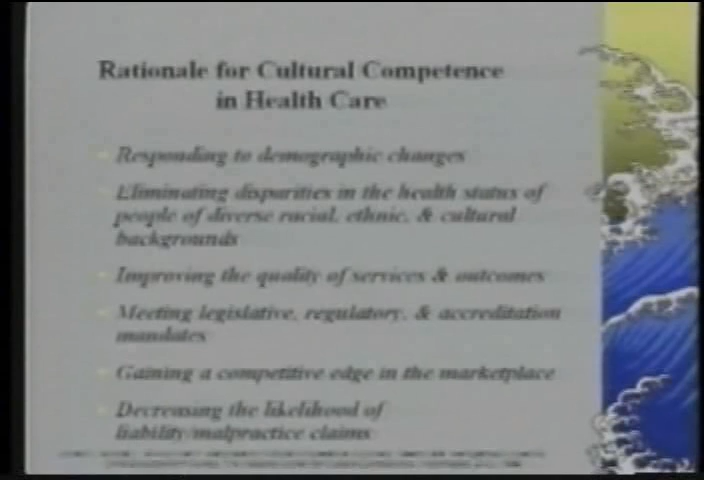 Rationale for Cultural Competence
in Health Care
Responding to demographic changes
Eliminating disparities in the health status of
people of diverse racial, ethnic, & cultural
backgrounds
Improving the quality of services & outcomes
Meeting legislative, regulatory, & accreditation
mandates
Gaining a competitive edge in the marketplace
Decreasing the likelihood of
liability/malpractice claims